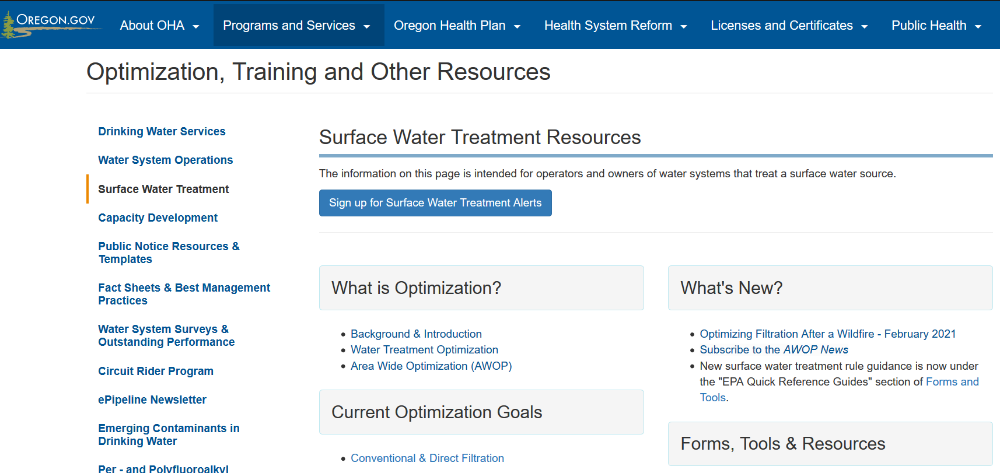 OREGON.GOV
About OHA
Programs and Services
Oregon Health Plan
Health System Reform
Licenses and Certificates
Public Health
Optimization, Training and Other Resources
Drinking Water Services
Water System Operations
Surface Water Treatment
Capacity Development
Public Notice Resources &
Templates
Fact Sheets & Best Management
Practices
Water System Surveys &
Outstanding Performance
Circuit Rider Program
ePipeline Newsletter
Emerging Contaminants in
Drinking Water
Per - and Polyfluoroalkyl
Surface Water Treatment Resources
The information on this page is intended for operators and owners of water systems that treat a surface water source.
Sign up for Surface Water Treatment Alerts
What is Optimization?
Background & Introduction
Water Treatment Optimization
Area Wide Optimization (AWOP)
Current Optimization Goals
Conventional & Direct Filtration
What's New?
Optimizing Filtration After a Wildfire - February 2021
Subscribe to the AWOP News
New surface water treatment rule guidance is now under
the "EPA Quick Reference Guides" section of Forms and
Tools.
Forms, Tools & Resources